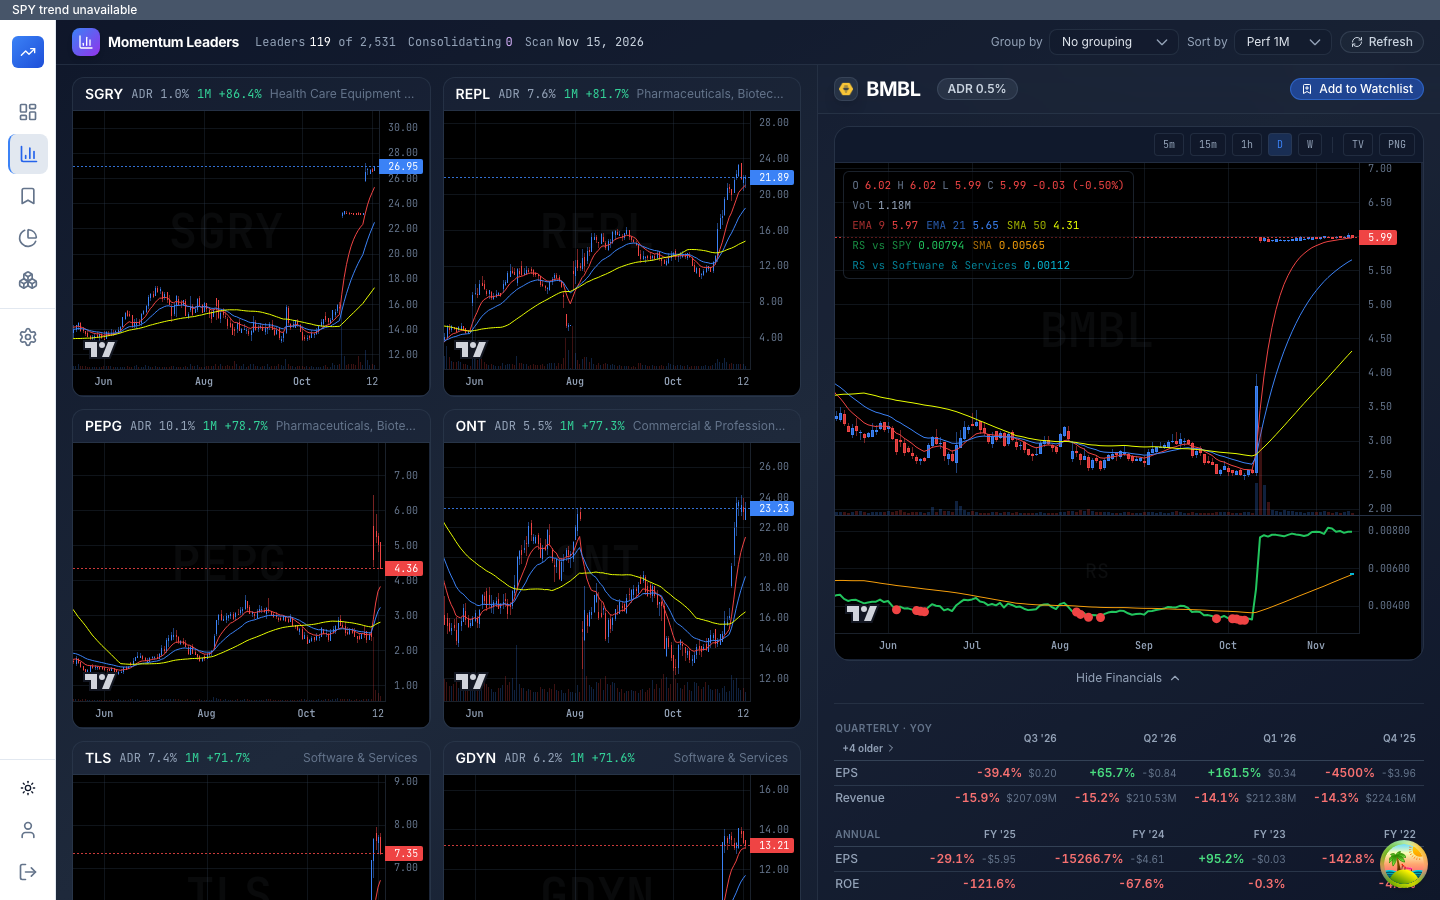 SPY trend unavailable
Momentum Leaders Leaders 119 of 2,531 Consolidating 0 Scan Nov 15, 2026
Group by No grouping Sort by Perf 1M Refresh
SGRY ADR 1.0% 1M +86.4% Health Care Equipment ...
SGRY
30.00
28.00
26.95
26.00
24.00
22.00
20.00
18.00
16.00
14.00
12.00
Jun Aug Oct 12
REPL ADR 7.6% 1M +81.7% Pharmaceuticals, Biotec...
REPL
28.00
24.00
21.89
20.00
16.00
12.00
8.00
4.00
Jun Aug Oct 12
PEPG ADR 10.1% 1M +78.7% Pharmaceuticals, Biote...
PEPG
7.00
6.00
5.00
4.36
4.00
3.00
2.00
1.00
Jun Aug Oct 12
ONT ADR 5.5% 1M +77.3% Commercial & Profession...
ONT
26.00
24.00
23.23
22.00
20.00
18.00
16.00
14.00
12.00
Jun Aug Oct 12
TLS ADR 7.4% 1M +71.7% Software & Services
TLS
9.00
8.00
7.35
7.00
GDYN ADR 6.2% 1M +71.6% Software & Services
GDYN
16.00
14.00
13.21
12.00
BMBL ADR 0.5% Add to Watchlist
5m 15m 1h D W TV PNG
O 6.02 H 6.02 L 5.99 C 5.99 -0.03 (-0.50%)
Vol 1.18M
EMA 9 5.97 EMA 21 5.65 SMA 50 4.31
RS vs SPY 0.00794 SMA 0.00565
RS vs Software & Services 0.00112
BMBL
7.00
6.50
5.99
5.50
5.00
4.50
4.00
3.50
3.00
2.50
2.00
RS
0.00800
0.00600
0.00400
Jun Jul Aug Sep Oct Nov
Hide Financials
QUARTERLY · YOY
+4 older Q3 '26 Q2 '26 Q1 '26 Q4 '25
EPS -39.4% $0.20 +65.7% -$0.84 +161.5% $0.34 -4500% -$3.96
Revenue -15.9% $207.09M -15.2% $210.53M -14.1% $212.38M -14.3% $224.16M
ANNUAL FY '25 FY '24 FY '23 FY '22
EPS -29.1% -$5.95 -15266.7% -$4.61 +95.2% -$0.03 -142.8%
ROE -121.6% -67.6% -0.3%